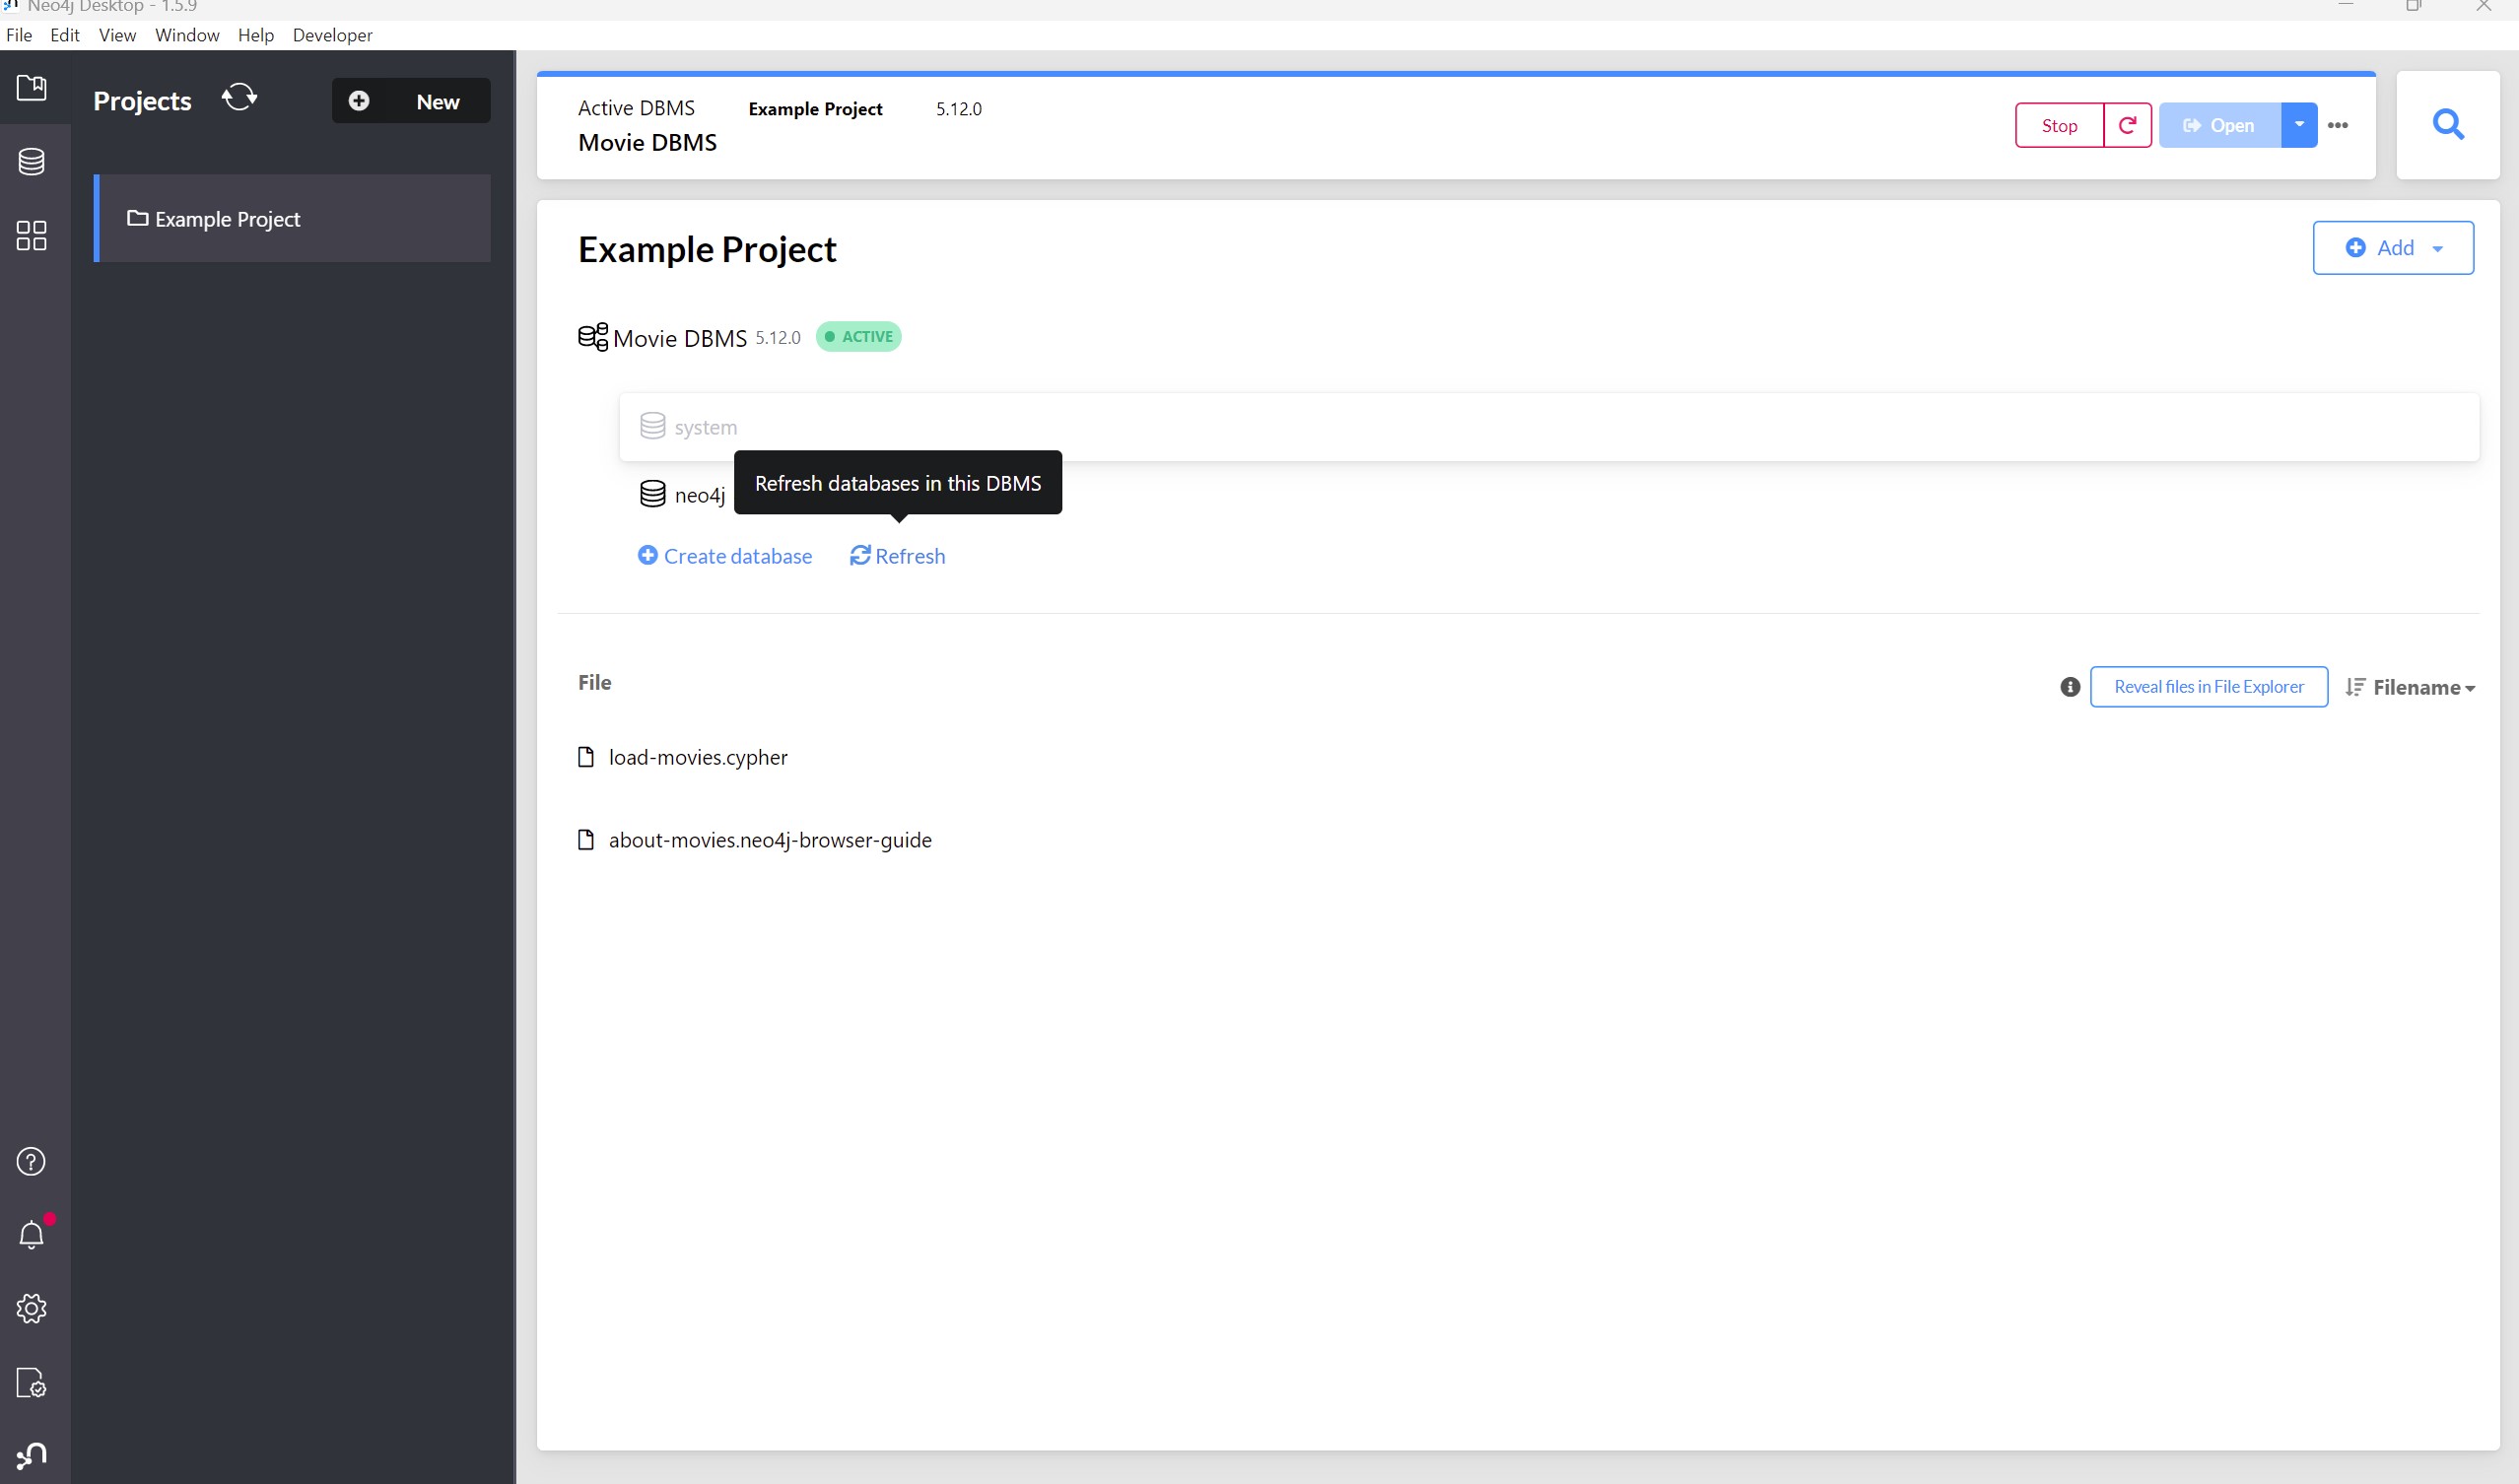 Neo4j Desktop - 1.5.9
File Edit View Window Help Developer
Projects
New
Example Project
Active DBMS Example Project 5.12.0
Movie DBMS
Stop
Open
Example Project
Add
Movie DBMS 5.12.0 ACTIVE
system
Refresh databases in this DBMS
neo4j
Create database Refresh
File
Reveal files in File Explorer Filename
load-movies.cypher
about-movies.neo4j-browser-guide